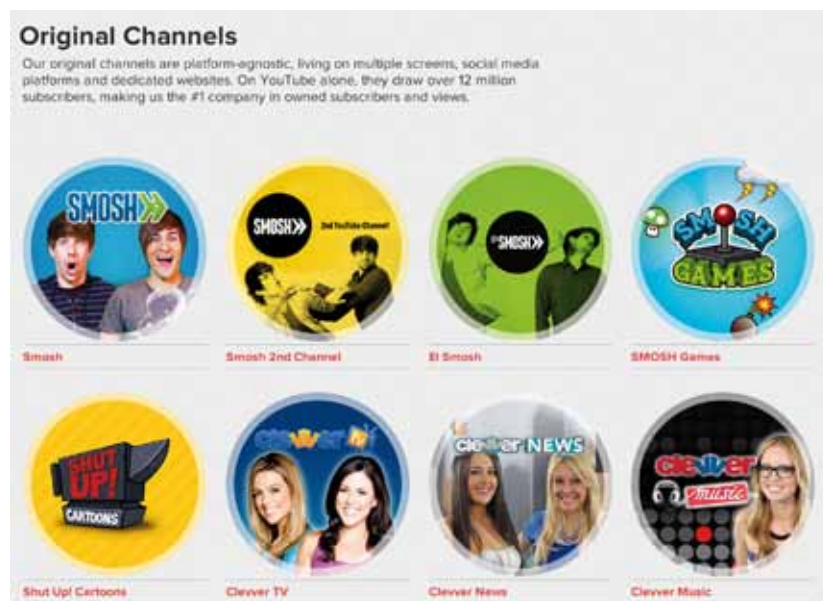 Original Channels
Our original channels are platform-agnostic, living on multiple screens, social media
platforms and dedicated websites. On YouTube alone, they draw over 12 million
subscribers, making us the #1 company in owned subscribers and views.
SMOSH
SMOSH
2nd YouTube Channel
El SMOSH
SMOSH
GAMES
Smosh
Smosh 2nd Channel
El Smosh
SMOSH Games
SHUT
UP!
CARTOONS
clevver tv
clevver NEWS
clevver
music
Shut Up! Cartoons
Clevver TV
Clevver News
Clevver Music